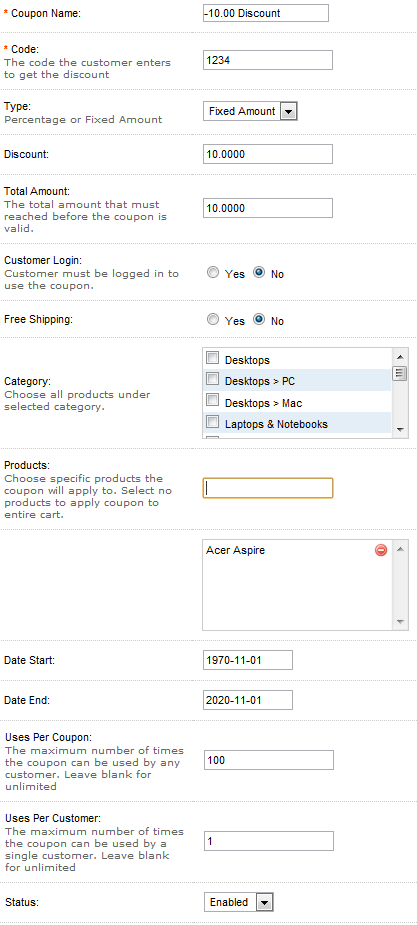 * Coupon Name: -10.00 Discount
* Code:
The code the customer enters
to get the discount
1234
Type:
Percentage or Fixed Amount
Fixed Amount
Discount: 10.0000
Total Amount:
The total amount that must
reached before the coupon is
valid.
10.0000
Customer Login:
Customer must be logged in to
use the coupon.
Yes No
Free Shipping: Yes No
Category:
Choose all products under
selected category.
Desktops
Desktops > PC
Desktops > Mac
Laptops & Notebooks
Products:
Choose specific products the
coupon will apply to. Select no
products to apply coupon to
entire cart.
Acer Aspire
Date Start: 1970-11-01
Date End: 2020-11-01
Uses Per Coupon:
The maximum number of times
the coupon can be used by any
customer. Leave blank for
unlimited
100
Uses Per Customer:
The maximum number of times
the coupon can be used by a
single customer. Leave blank
for unlimited
1
Status: Enabled